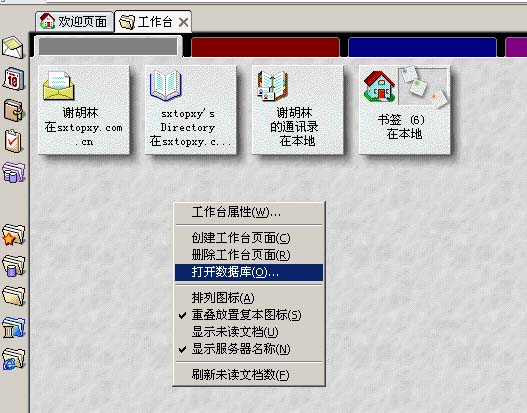 欢迎页面
工作台
谢胡林
在sxtopxy.com
.cn
sxtopxy's
Directory
在sxtopxy.c...
谢胡林
的通讯录
在本地
书签 (6)
在本地
工作台属性(W)...
创建工作台页面(C)
删除工作台页面(R)
打开数据库(O)...
排列图标(A)
重叠放置复本图标(S)
显示未读文档(U)
显示服务器名称(N)
刷新未读文档数(F)